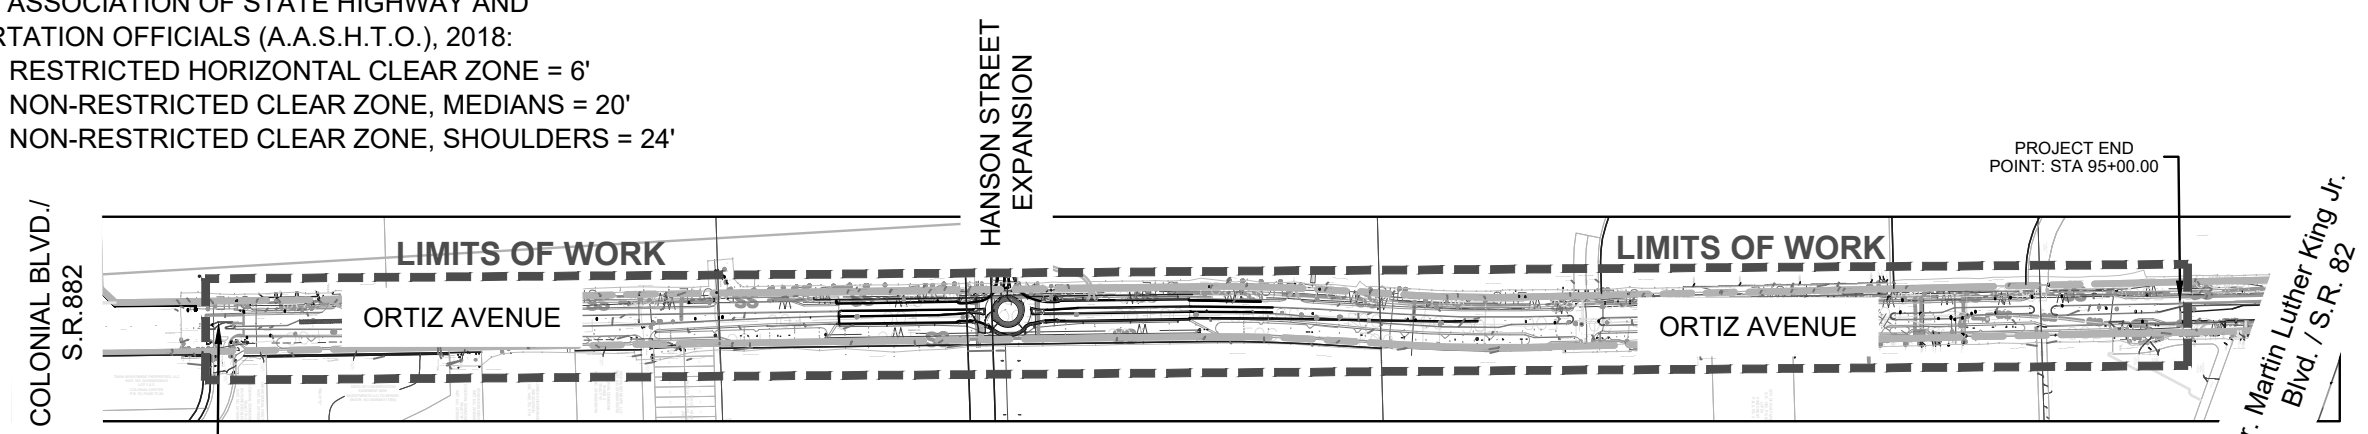 ASSOCIATION OF STATE HIGHWAY AND
RTATION OFFICIALS (A.A.S.H.T.O.), 2018:
RESTRICTED HORIZONTAL CLEAR ZONE = 6'
NON-RESTRICTED CLEAR ZONE, MEDIANS = 20'
NON-RESTRICTED CLEAR ZONE, SHOULDERS = 24'
HANSON STREET
EXPANSION
PROJECT END
POINT: STA 95+00.00
COLONIAL BLVD./
S.R.882
LIMITS OF WORK
LIMITS OF WORK
ORTIZ AVENUE
ORTIZ AVENUE
r. Martin Luther King Jr.
Blvd. / S.R. 82